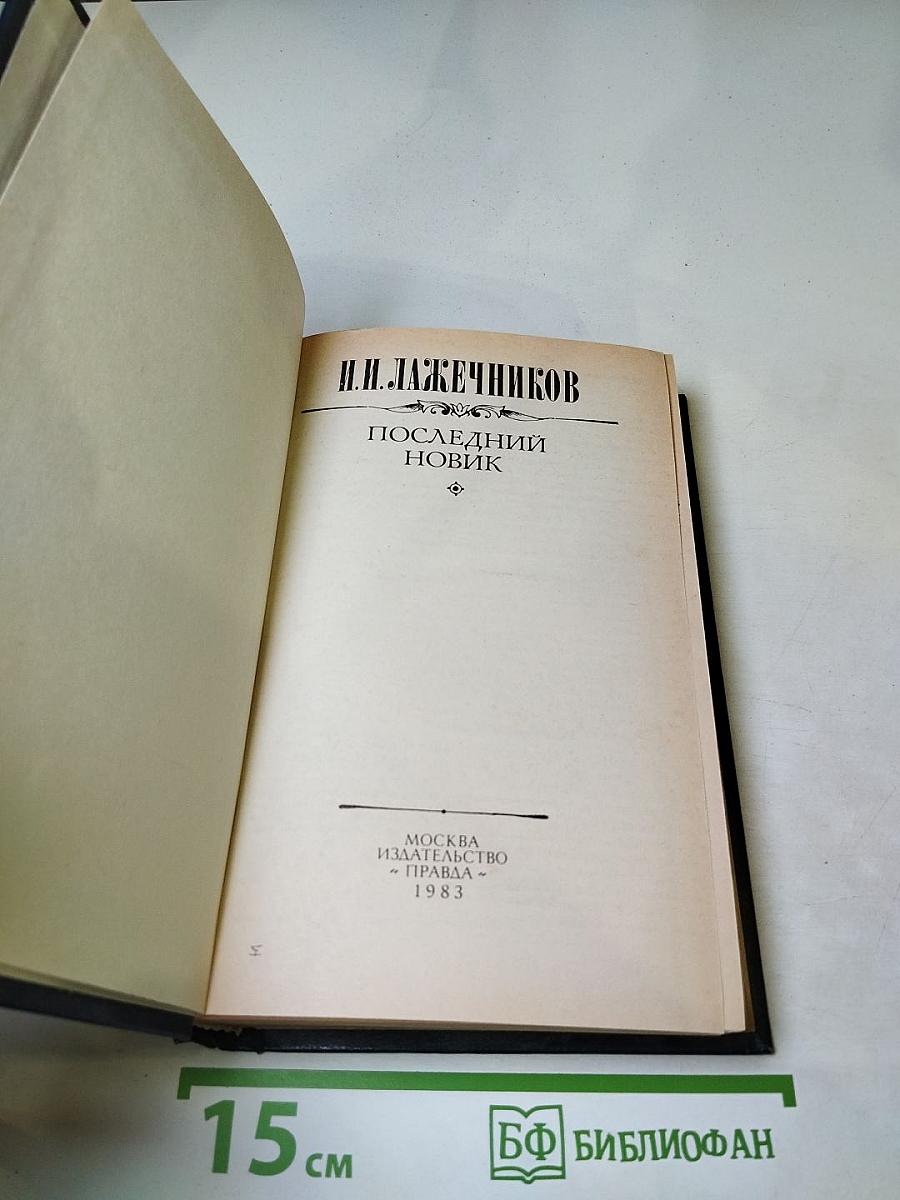 И.И.ЛАЖЕЧНИКОВ
ПОСЛЕДНИЙ
НОВИК
МОСКВА
ИЗДАТЕЛЬСТВО
~ ПРАВДА ~
1983
15 см
БФ БИБЛИОФАН